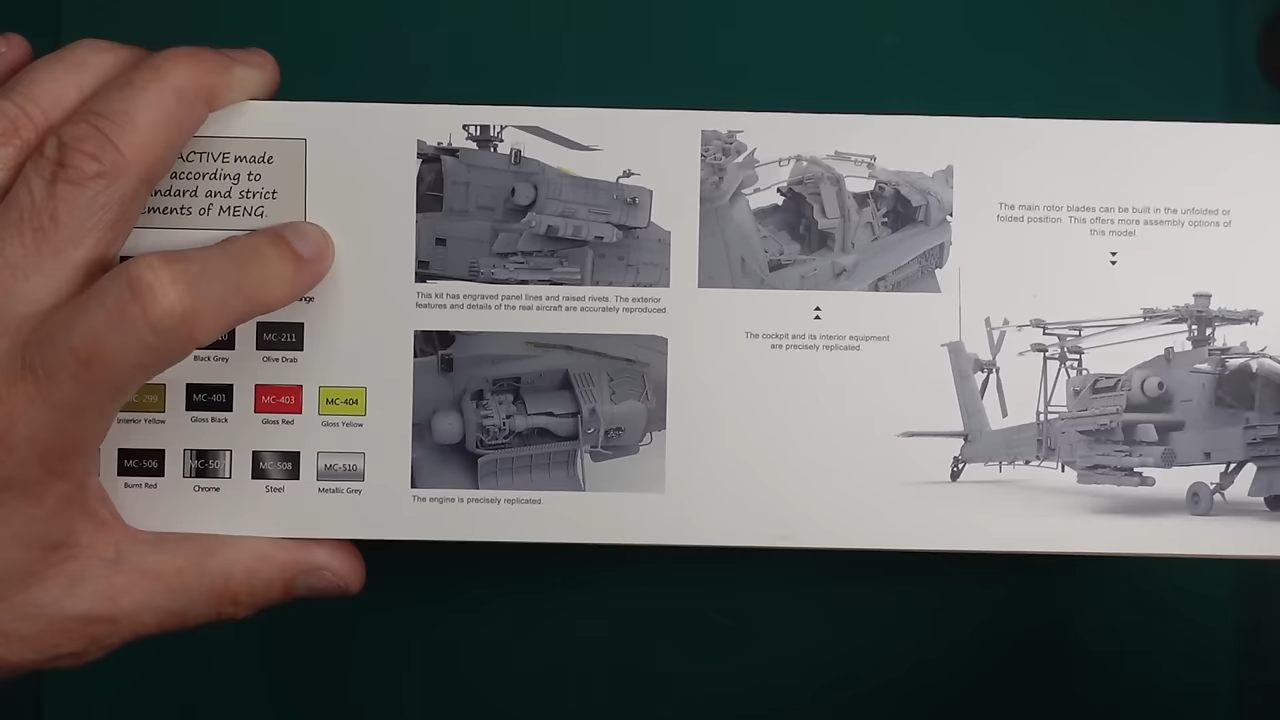 ACTIVE made
according to
and strict
of MENG.
MC-211
Black Grey
Olive Drab
MC-401
MC-403
MC-404
Interior Yellow
Gloss Black
Gloss Red
Gloss Yellow
MC-506
MC-507
MC-508
MC-510
Burnt Red
Chrome
Steel
Metallic Grey
This kit has engraved panel lines and raised rivets. The exterior
features and details of the real aircraft are accurately reproduced.
The engine is precisely replicated.
The cockpit and its interior equipment
are precisely replicated.
The main rotor blades can be built in the unfolded or
folded position. This offers more assembly options of
this model.